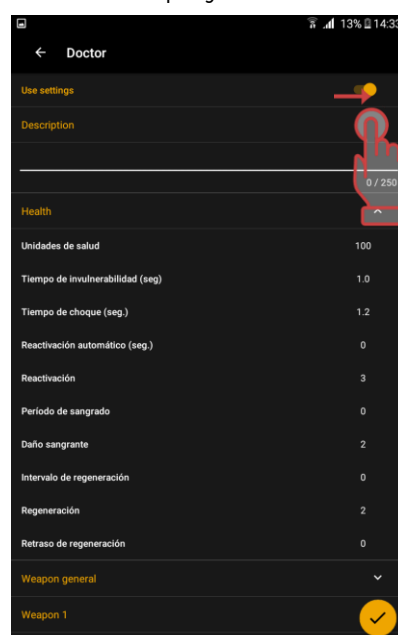 13% 14:33
Doctor
Use settings
Description
0 / 250
Health
Unidades de salud 100
Tiempo de invulnerabilidad (seg) 1.0
Tiempo de choque (seg.) 1.2
Reactivación automático (seg.) 0
Reactivación 3
Período de sangrado 0
Daño sangrante 2
Intervalo de regeneración 0
Regeneración 2
Retraso de regeneración 0
Weapon general
Weapon 1